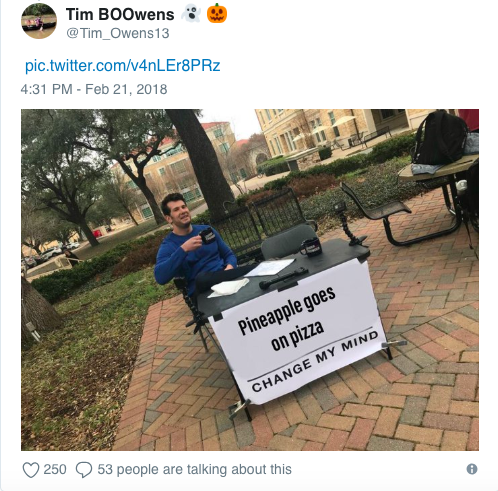 Tim BOOwens 👻 🎃
@Tim_Owens13
pic.twitter.com/v4nLEr8PRz
4:31 PM - Feb 21, 2018
Pineapple goes
on pizza
CHANGE MY MIND
250 53 people are talking about this